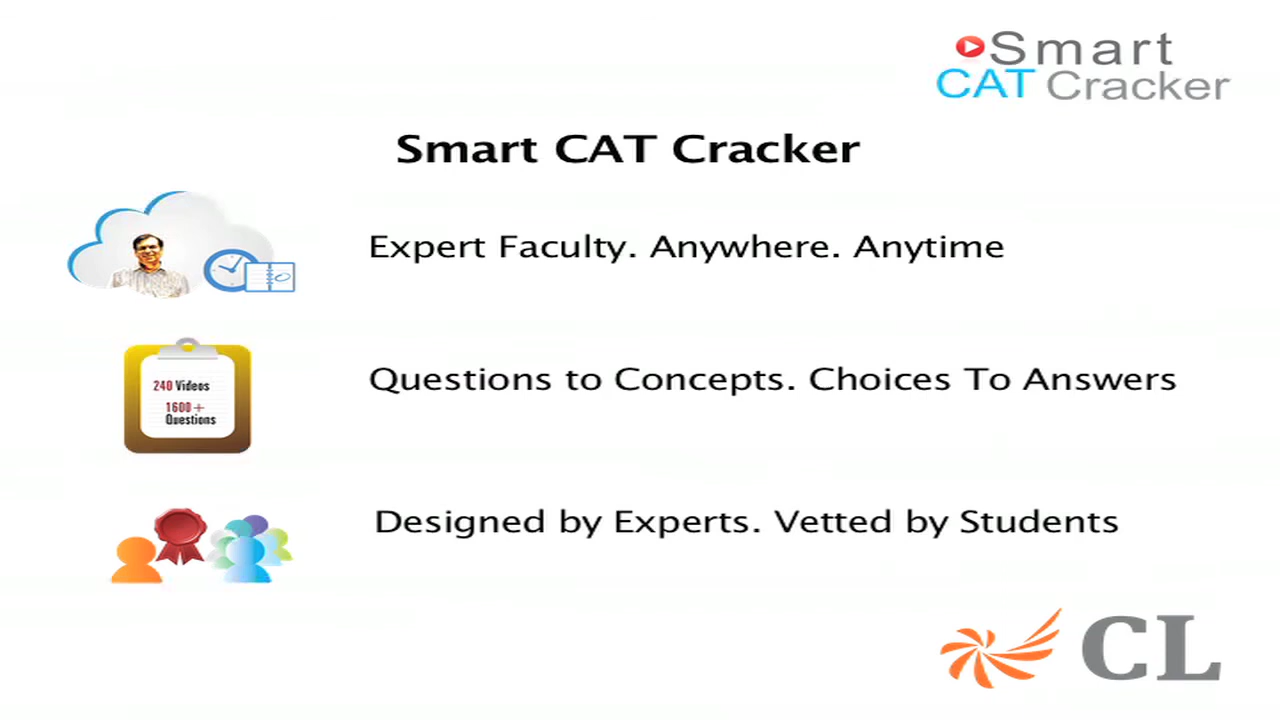 Smart
CAT Cracker
Smart CAT Cracker
Expert Faculty. Anywhere. Anytime
240 Videos
1600+
Questions
Questions to Concepts. Choices To Answers
Designed by Experts. Vetted by Students
CL